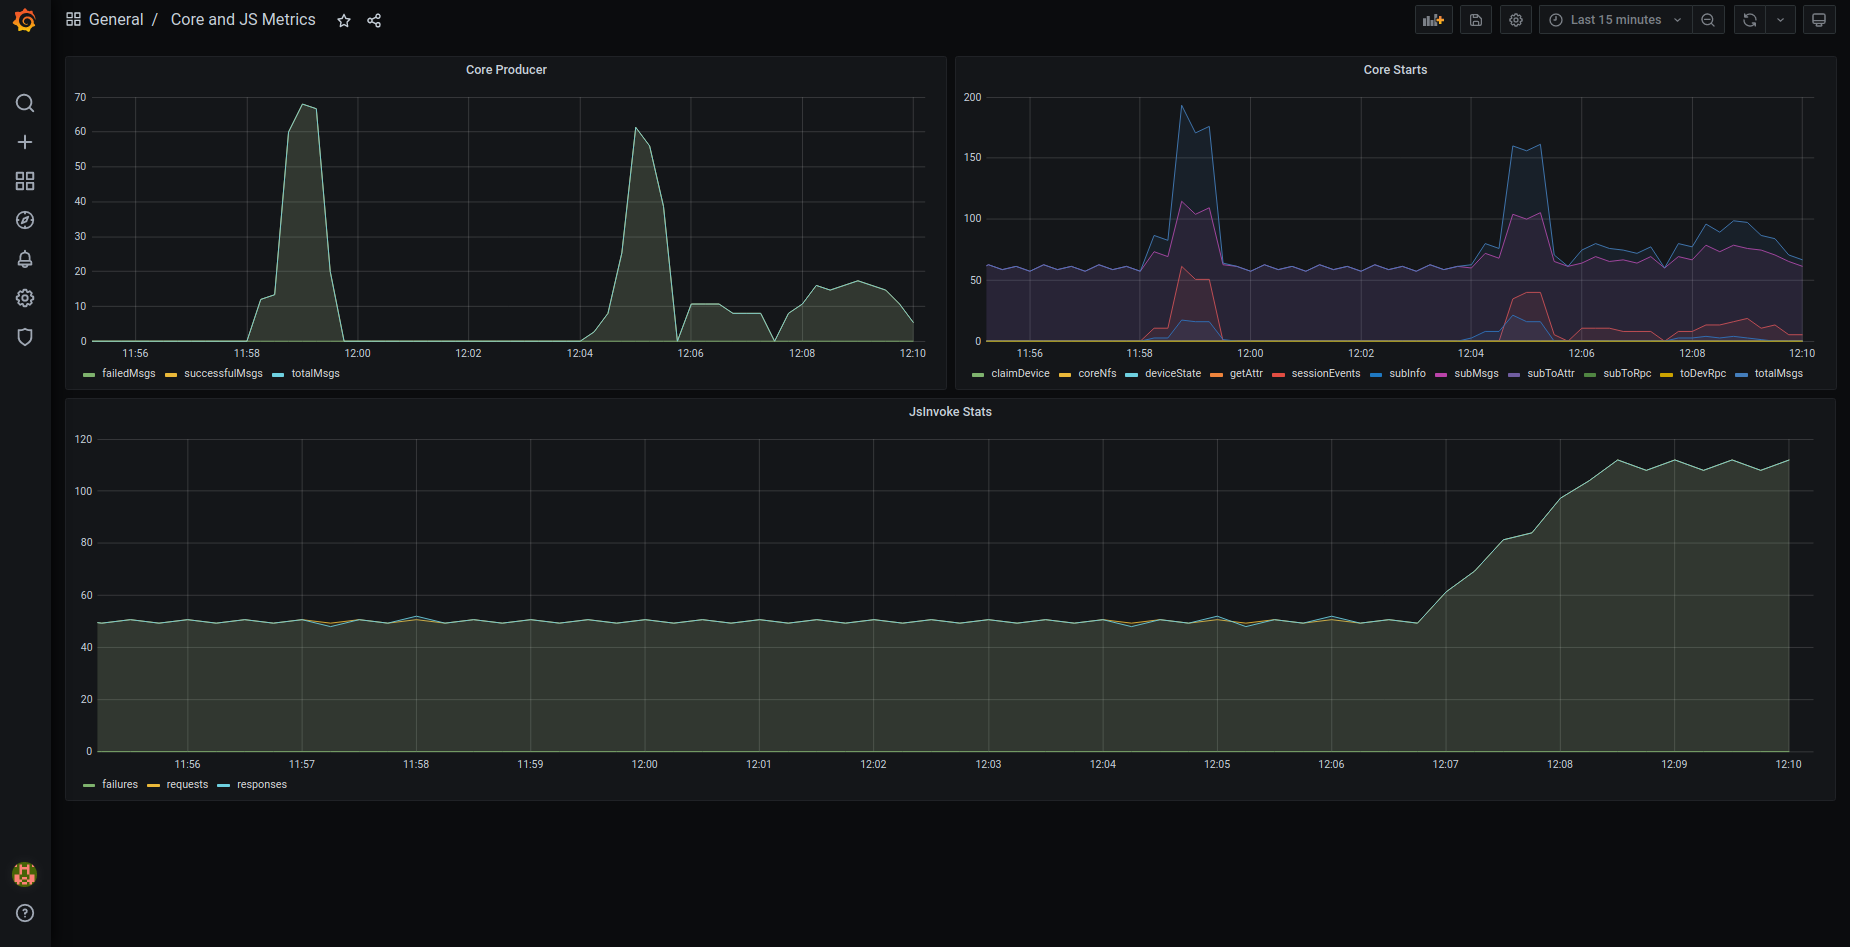 General / Core and JS Metrics
Last 15 minutes
Core Producer
70
60
50
40
30
20
10
0
11:56 11:58 12:00 12:02 12:04 12:06 12:08 12:10
failedMsgs successfulMsgs totalMsgs
Core Starts
200
150
100
50
0
11:56 11:58 12:00 12:02 12:04 12:06 12:08 12:10
claimDevice coreNfs deviceState getAttr sessionEvents subInfo subMsgs subToAttr subToRpc toDevRpc totalMsgs
JsInvoke Stats
120
100
80
60
40
20
0
11:56 11:57 11:58 11:59 12:00 12:01 12:02 12:03 12:04 12:05 12:06 12:07 12:08 12:09 12:10
failures requests responses